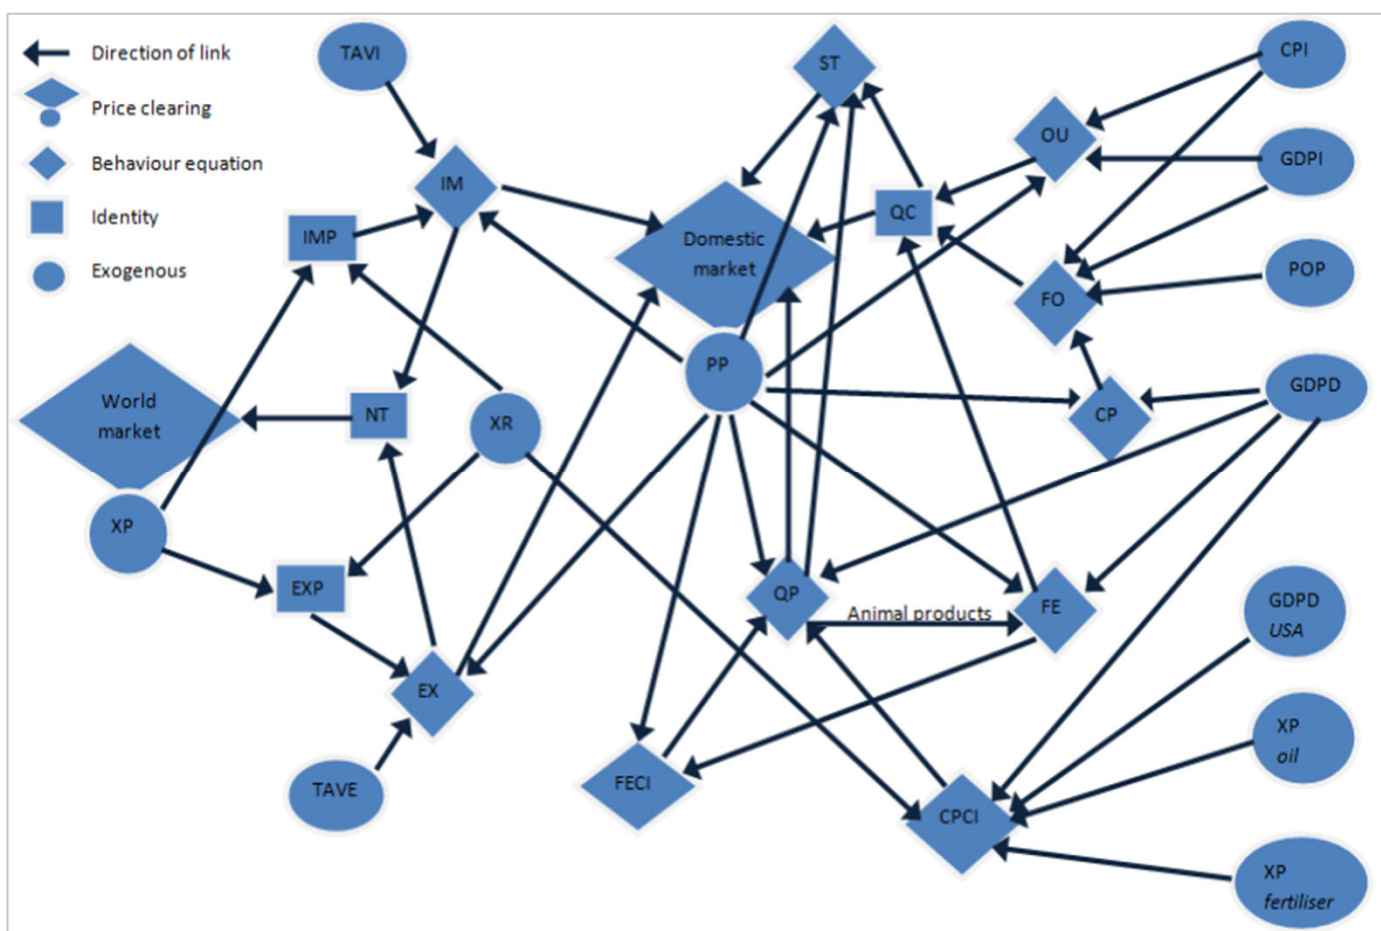 Direction of link
Price clearing
Behaviour equation
Identity
Exogenous
TAVI
ST
CPI
OU
GDPI
IM
QC
IMP
Domestic
market
POP
FO
PP
GDPD
World
market
NT
XR
CP
XP
EXP
QP
Animal products
FE
GDPD
USA
EX
XP
oil
TAVE
FECI
CPCI
XP
fertiliser